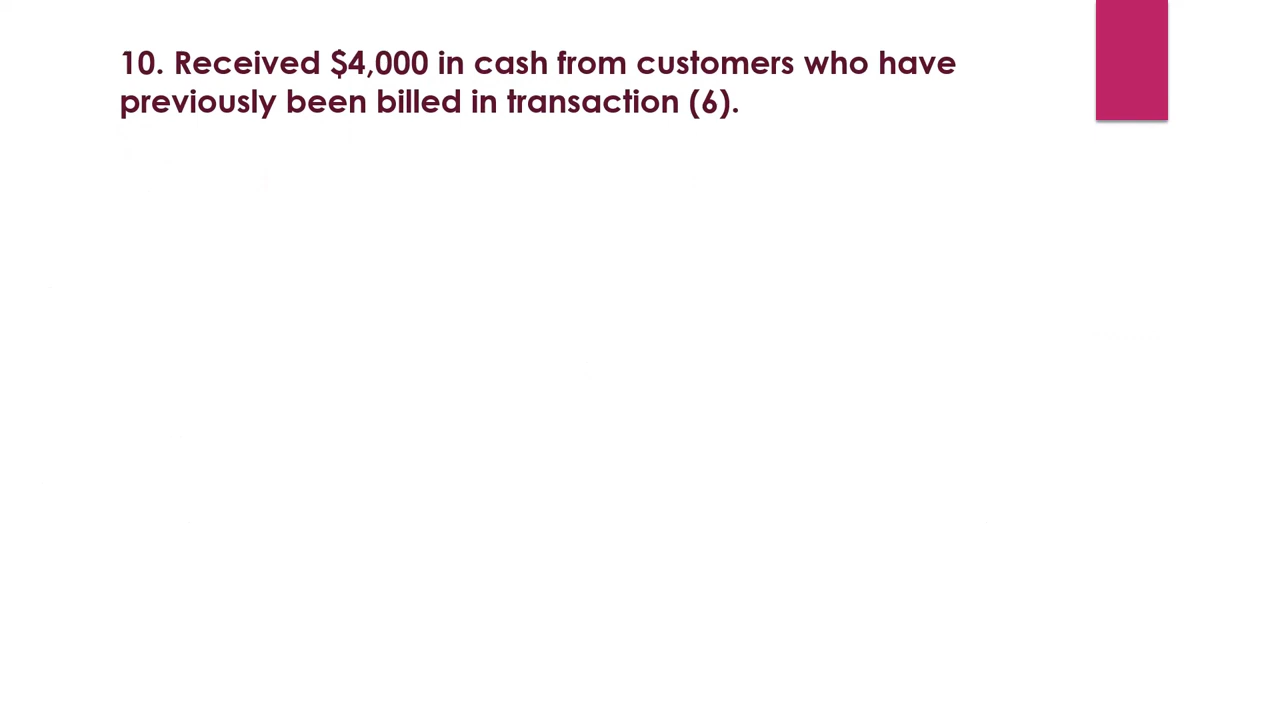 10. Received $4,000 in cash from customers who have
previously been billed in transaction (6).